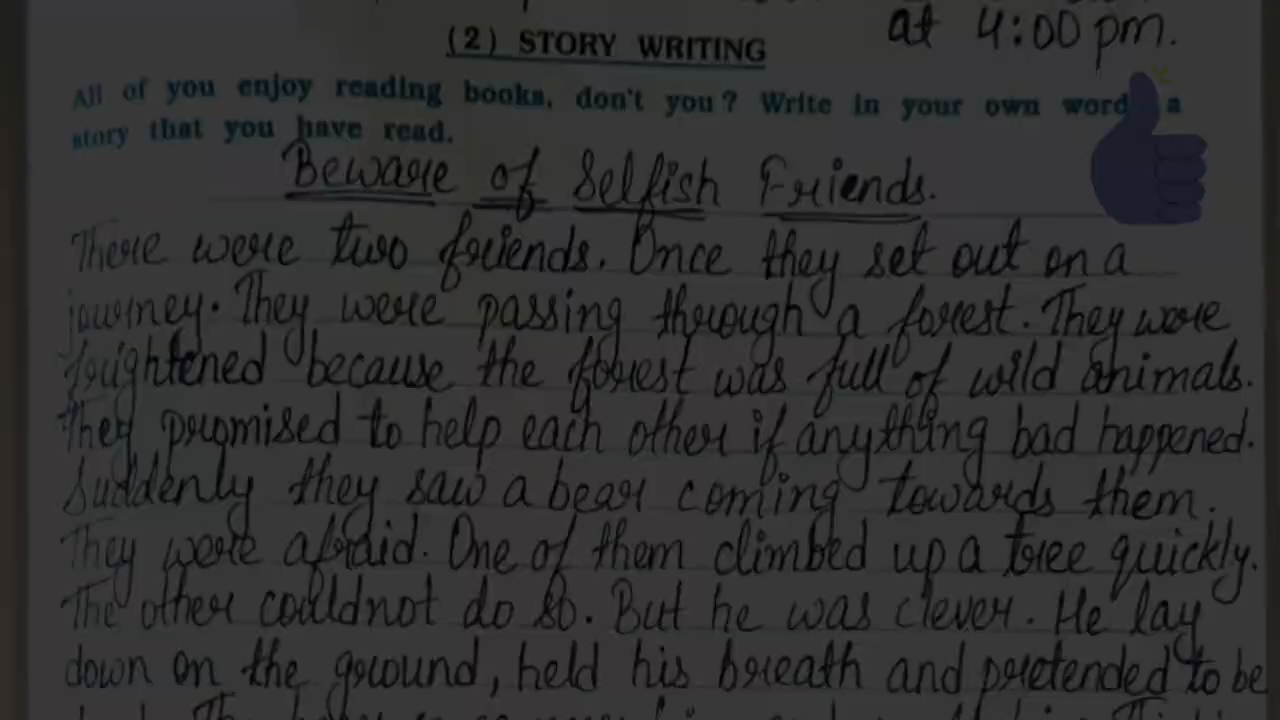 at 4:00 pm.
(2) STORY WRITING
All of you enjoy reading books, don't you? Write in your own word a
story that you have read.
Beware of Selfish Friends.
There were two friends. Once they set out on a
journey. They were passing through a forest. They were
frightened because the forest was full of wild animals.
They promised to help each other if anything bad happened.
Suddenly they saw a bear coming towards them.
They were afraid. One of them climbed up a tree quickly.
The other couldnot do so. But he was clever. He lay
down on the ground, held his breath and pretended to be